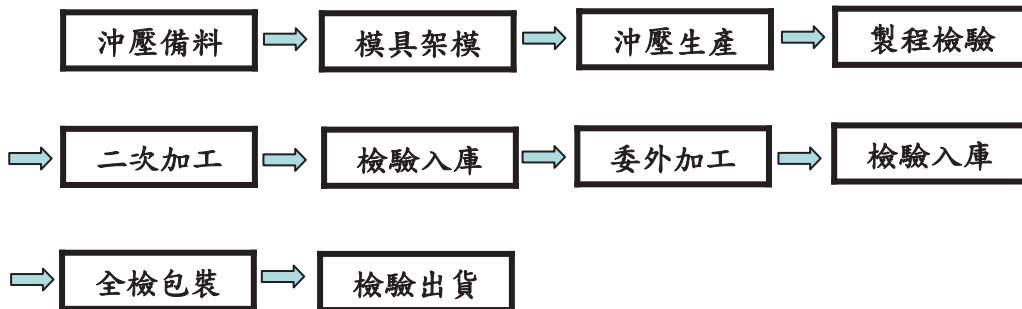 沖壓備料 模具架模 沖壓生產 製程檢驗
二次加工 檢驗入庫 委外加工 檢驗入庫
全檢包裝 檢驗出貨